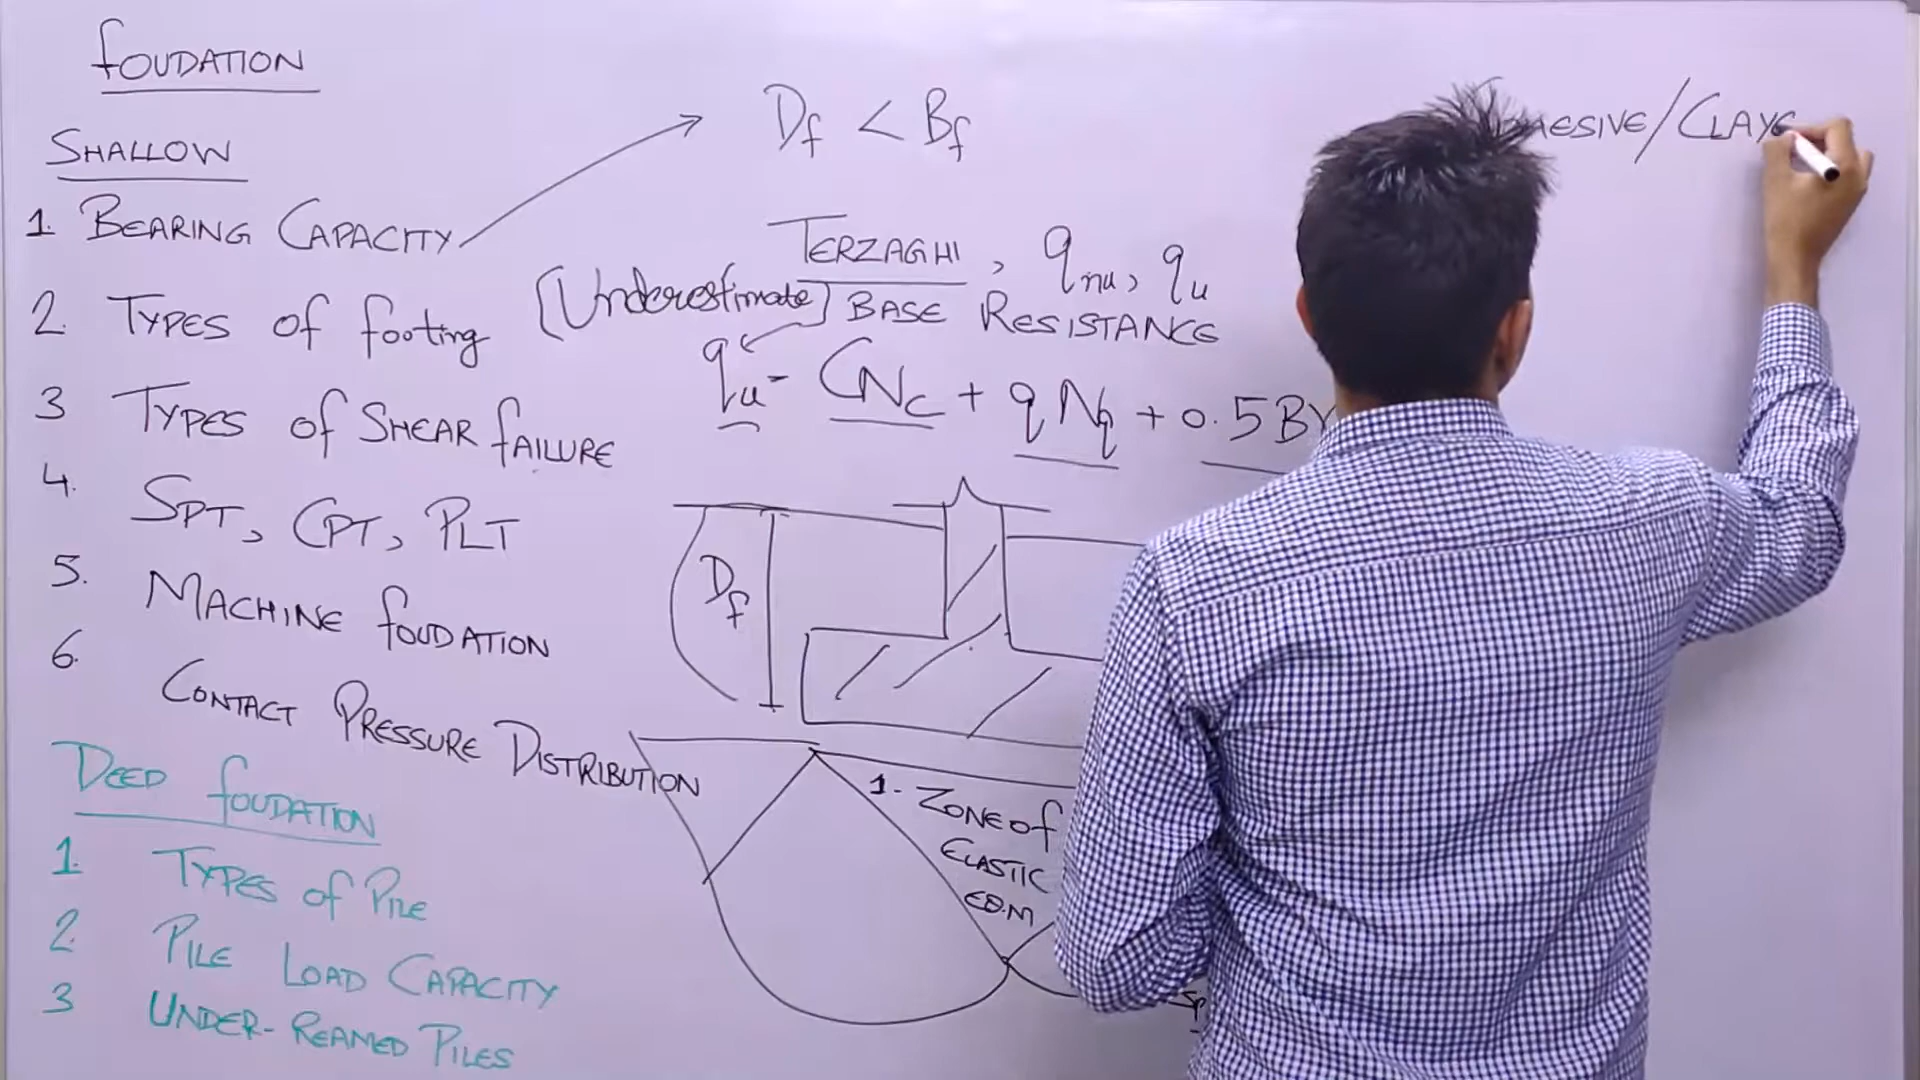 foUDATION
SHALLOW
1. BEARING CAPACITY
2. TYPES of footing
3 TYPES of SHEAR fAILURE
4. SPT, CPT, PLT
5. MACHINE foUDATION
6. CONTACT PRESSURE DISTRIBUTION
DEED foUDATION
1. TYPES of PILE
2 PILE LOAD CAPACITY
3 UNDER-REAMED PILES
Df < Bf
TERZAGHI, qnu, qu
[Underestimate] BASE RESISTANCE
qu - CNc + qNq + 0.5BY
Df
1- ZONE of
ELASTIC
EQ.M
/CLAYS